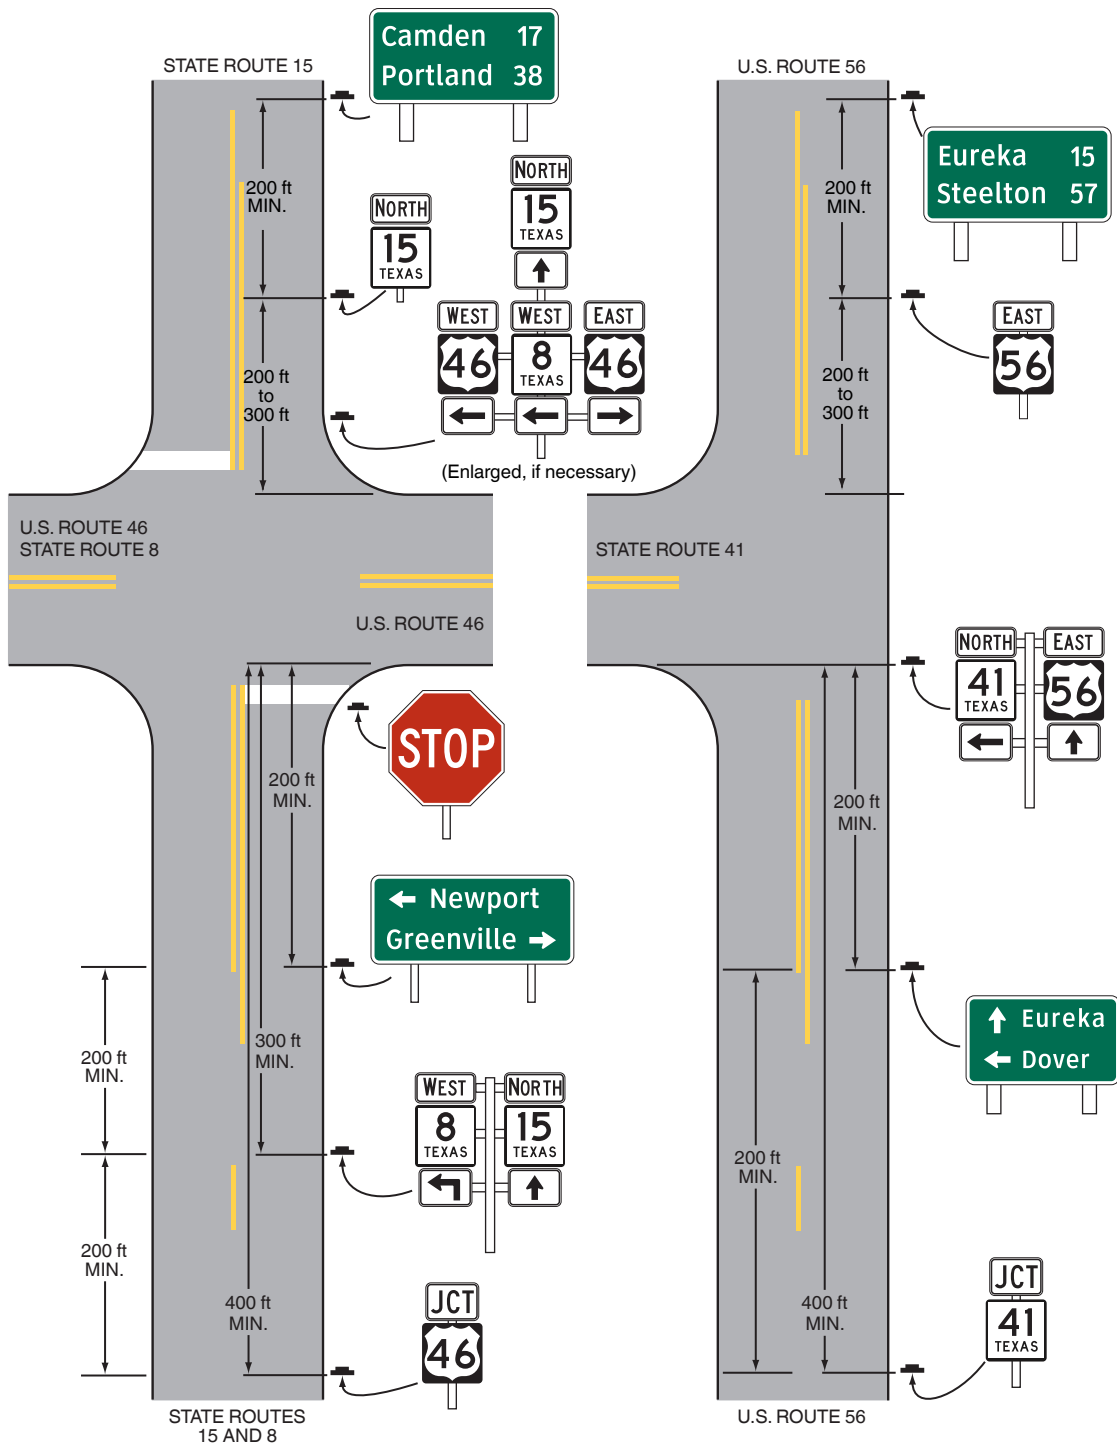 STATE ROUTE 15
Camden 17
Portland 38
200 ft
MIN.
NORTH
15
TEXAS
NORTH
15
TEXAS
WEST
46
WEST
8
TEXAS
EAST
46
(Enlarged, if necessary)
200 ft
to
300 ft
U.S. ROUTE 46
STATE ROUTE 8
U.S. ROUTE 46
STOP
200 ft
MIN.
Newport
Greenville
300 ft
MIN.
200 ft
MIN.
WEST
8
TEXAS
NORTH
15
TEXAS
200 ft
MIN.
400 ft
MIN.
JCT
46
STATE ROUTES
15 AND 8
U.S. ROUTE 56
200 ft
MIN.
Eureka 15
Steelton 57
EAST
56
200 ft
to
300 ft
STATE ROUTE 41
NORTH
41
TEXAS
EAST
56
200 ft
MIN.
Eureka
Dover
200 ft
MIN.
400 ft
MIN.
JCT
41
TEXAS
U.S. ROUTE 56